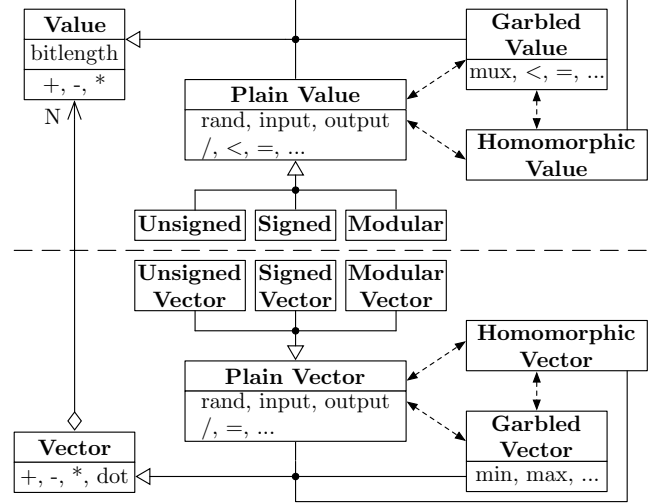 Value
bitlength
+, -, *
Garbled
Value
mux, <, =, ...
Plain Value
rand, input, output
/, <, =, ...
N
Homomorphic
Value
Unsigned
Signed
Modular
Unsigned
Vector
Signed
Vector
Modular
Vector
Homomorphic
Vector
Plain Vector
rand, input, output
/, =, ...
Garbled
Vector
min, max, ...
Vector
+, -, *, dot